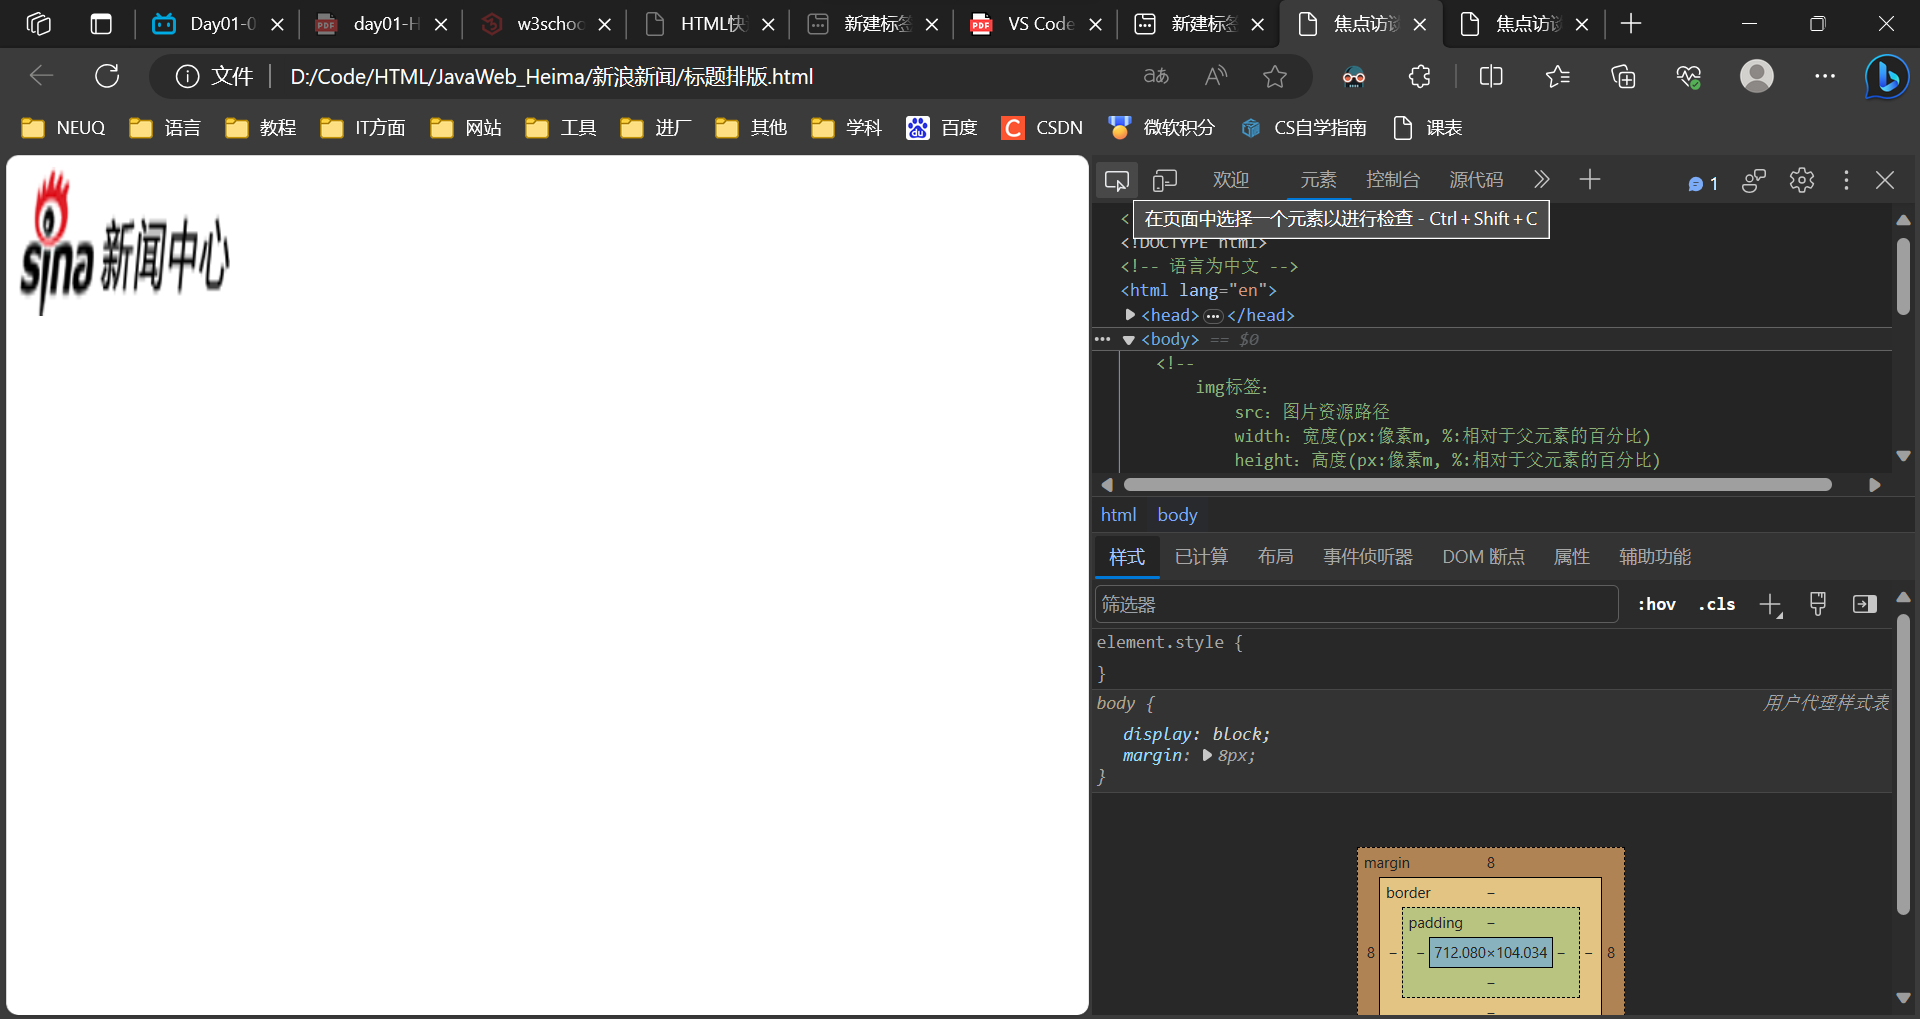 Day01-0
day01-H
w3schoo
HTML快
新建标签
VS Code
新建标签
焦点访谈
焦点访谈
文件
D:/Code/HTML/JavaWeb_Heima/新浪新闻/标题排版.html
NEUQ
语言
教程
IT方面
网站
工具
进厂
其他
学科
百度
CSDN
微软积分
CS自学指南
课表
sina 新闻中心
欢迎
元素
控制台
源代码
1
在页面中选择一个元素以进行检查 - Ctrl + Shift + C
<!DOCTYPE html>
<!-- 语言为中文 -->
<html lang="en">
<head>…</head>
<body> == $0
<!--
img标签:
src: 图片资源路径
width: 宽度(px:像素m, %:相对于父元素的百分比)
height: 高度(px:像素m, %:相对于父元素的百分比)
html body
样式 已计算 布局 事件侦听器 DOM 断点 属性 辅助功能
筛选器
:hov .cls
element.style {
}
body {
用户代理样式表
display: block;
margin: 8px;
}
margin 8
border –
padding –
8 – – 712.080×104.034 – – 8
–
–